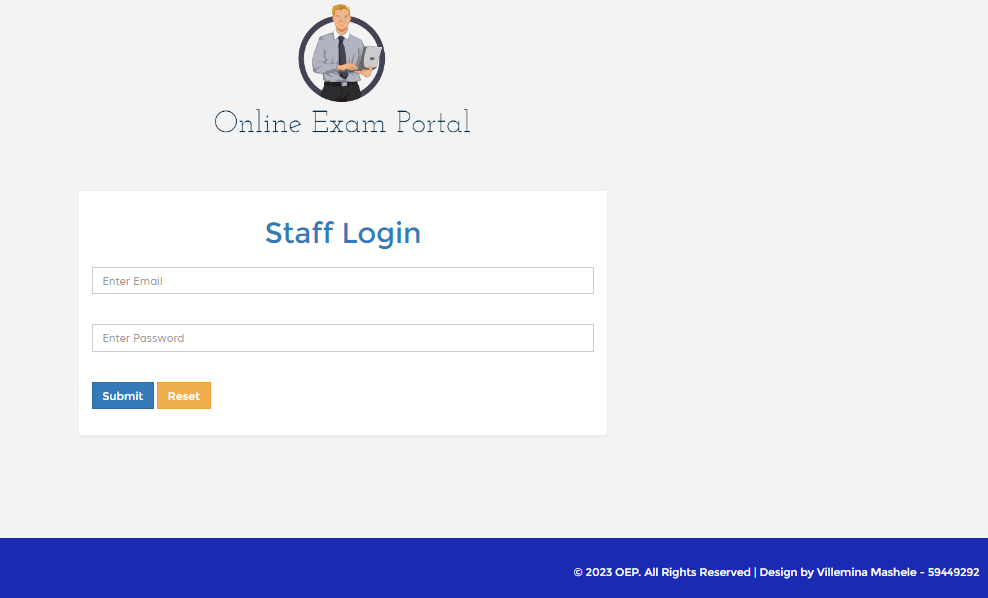 Online Exam Portal
Staff Login
Enter Email
Enter Password
Submit Reset
© 2023 OEP. All Rights Reserved | Design by Villemina Mashele - 59449292